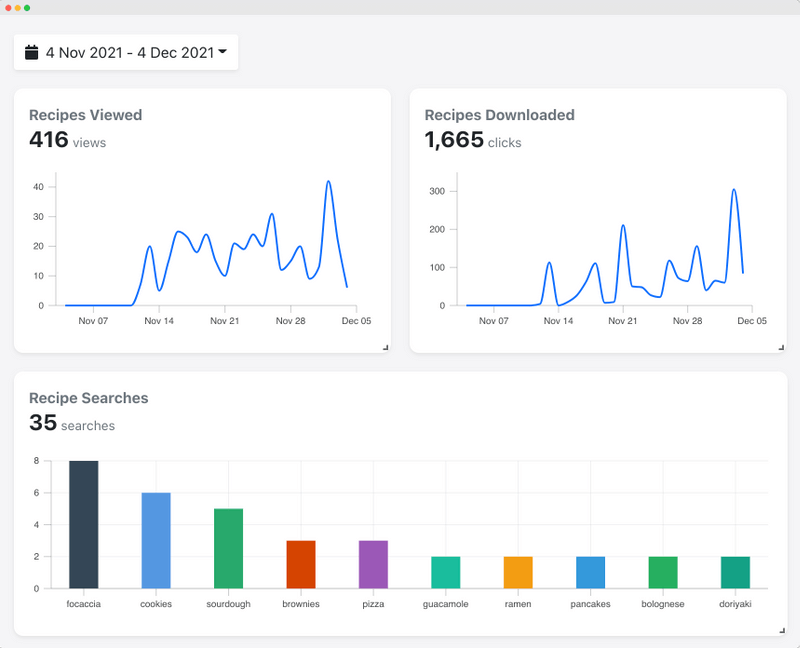 4 Nov 2021 - 4 Dec 2021
Recipes Viewed
416 views
40
30
20
10
0
Nov 07 Nov 14 Nov 21 Nov 28 Dec 05
Recipes Downloaded
1,665 clicks
300
200
100
0
Nov 07 Nov 14 Nov 21 Nov 28 Dec 05
Recipe Searches
35 searches
8
6
4
2
0
focaccia cookies sourdough brownies pizza guacamole ramen pancakes bolognese doriyaki